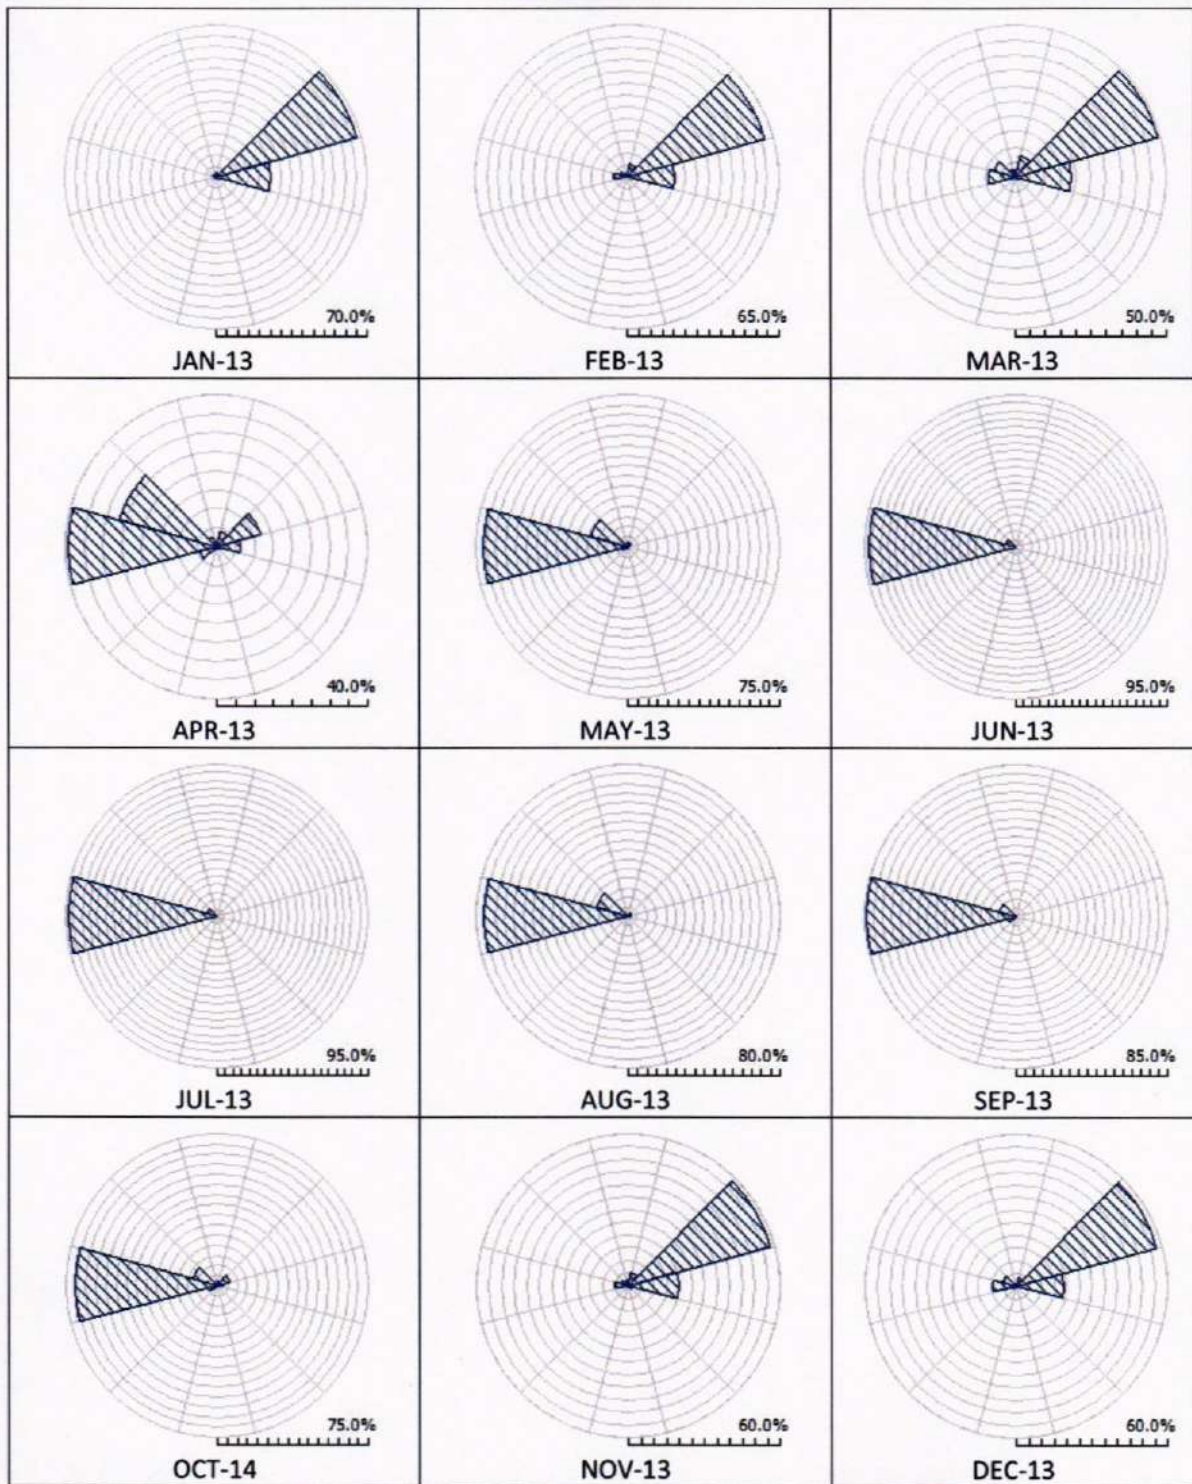 70.0%
JAN-13
65.0%
FEB-13
50.0%
MAR-13
40.0%
APR-13
75.0%
MAY-13
95.0%
JUN-13
95.0%
JUL-13
80.0%
AUG-13
85.0%
SEP-13
75.0%
OCT-14
60.0%
NOV-13
60.0%
DEC-13